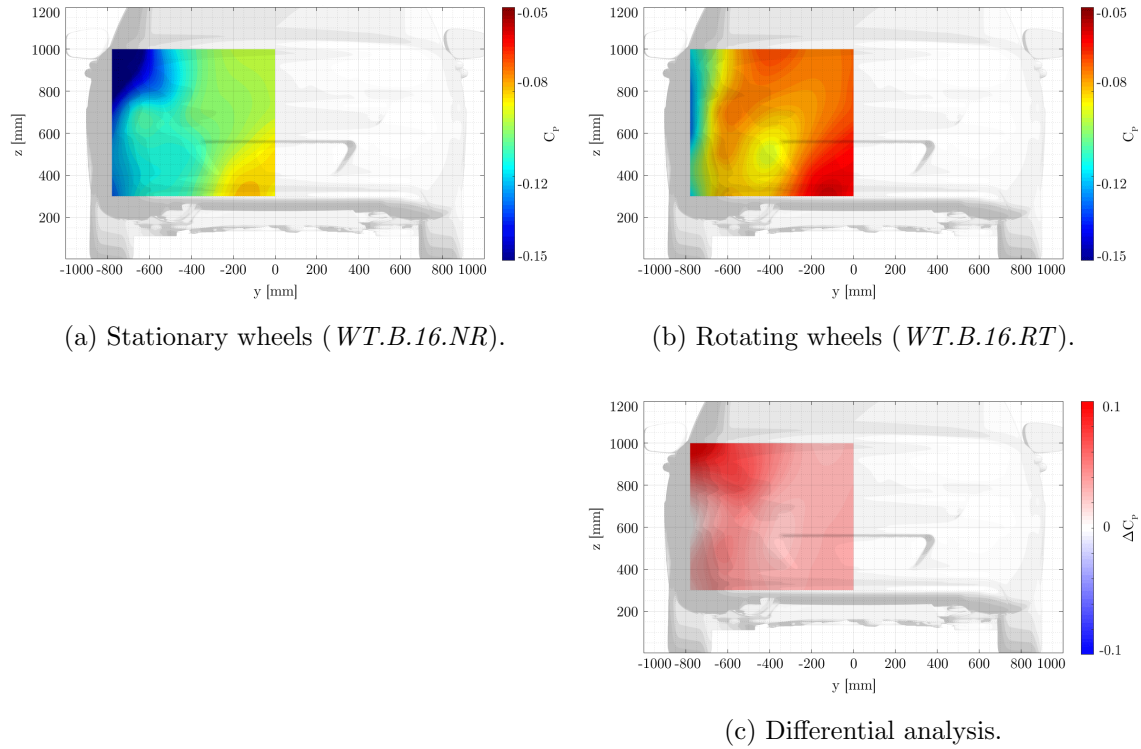 1200
1000
800
600
400
200
z [mm]
-1000 -800 -600 -400 -200 0 200 400 600 800 1000
y [mm]
-0.05
-0.08
-0.12
-0.15
C_P
(a) Stationary wheels (WT.B.16.NR).
1200
1000
800
600
400
200
z [mm]
-1000 -800 -600 -400 -200 0 200 400 600 800 1000
y [mm]
-0.05
-0.08
-0.12
-0.15
C_P
(b) Rotating wheels (WT.B.16.RT).
1200
1000
800
600
400
200
z [mm]
-1000 -800 -600 -400 -200 0 200 400 600 800 1000
y [mm]
0.1
0
-0.1
ΔC_P
(c) Differential analysis.